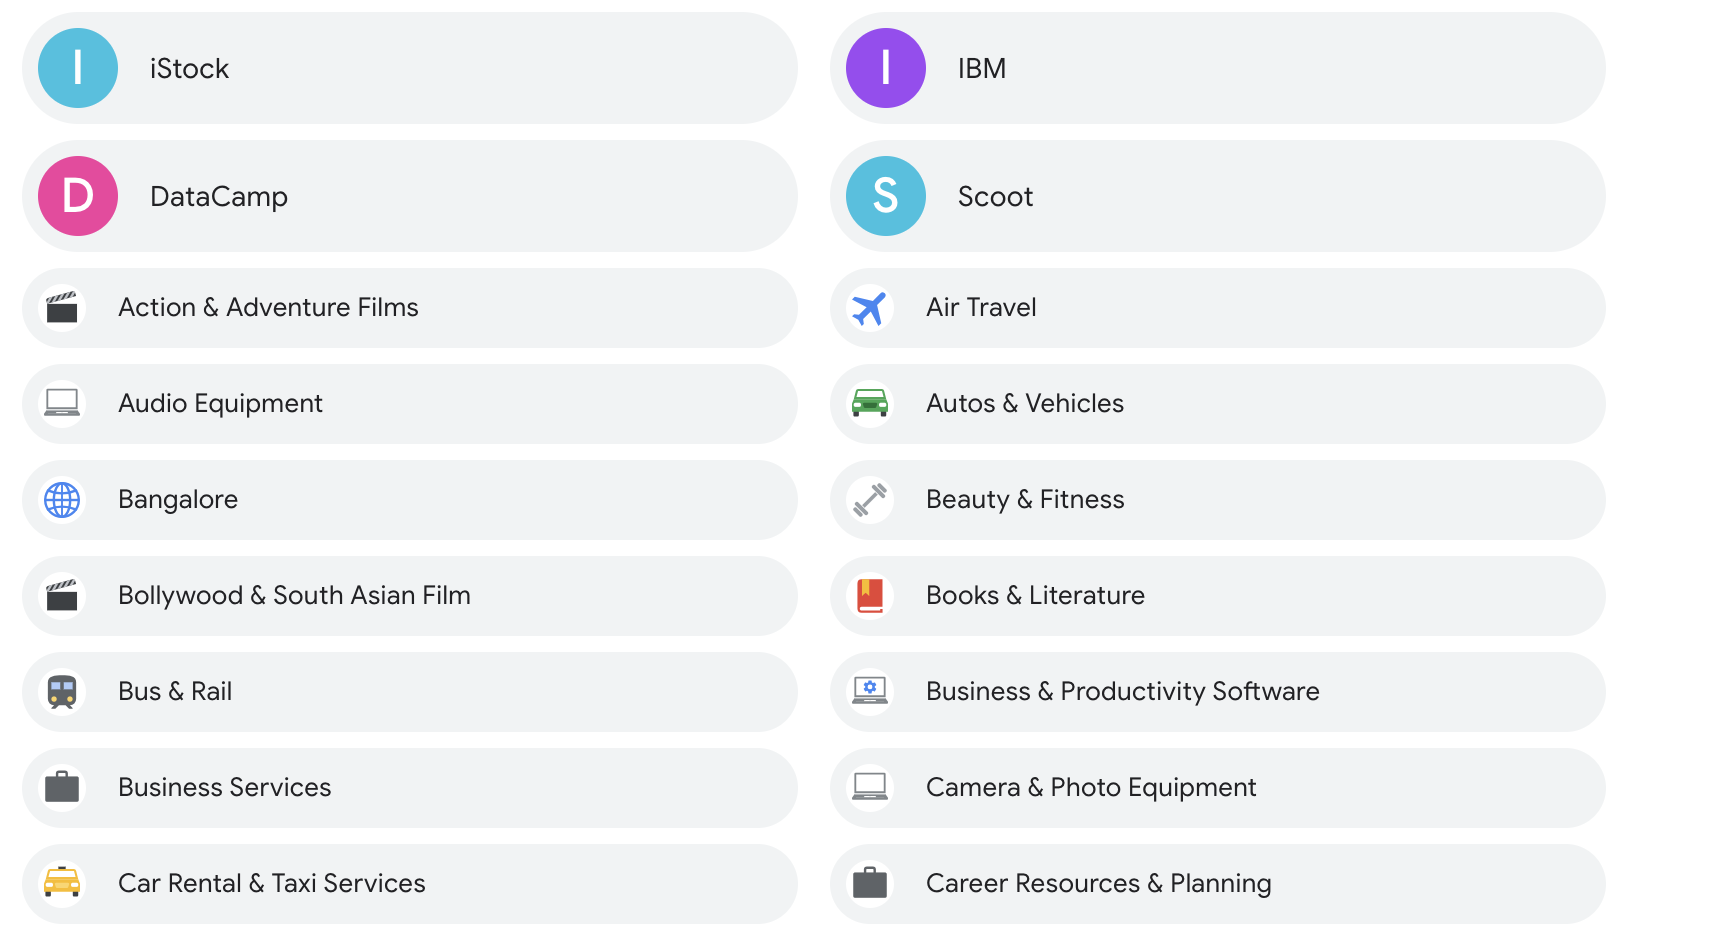 I
iStock
I
IBM
D
DataCamp
S
Scoot
Action & Adventure Films
Air Travel
Audio Equipment
Autos & Vehicles
Bangalore
Beauty & Fitness
Bollywood & South Asian Film
Books & Literature
Bus & Rail
Business & Productivity Software
Business Services
Camera & Photo Equipment
Car Rental & Taxi Services
Career Resources & Planning